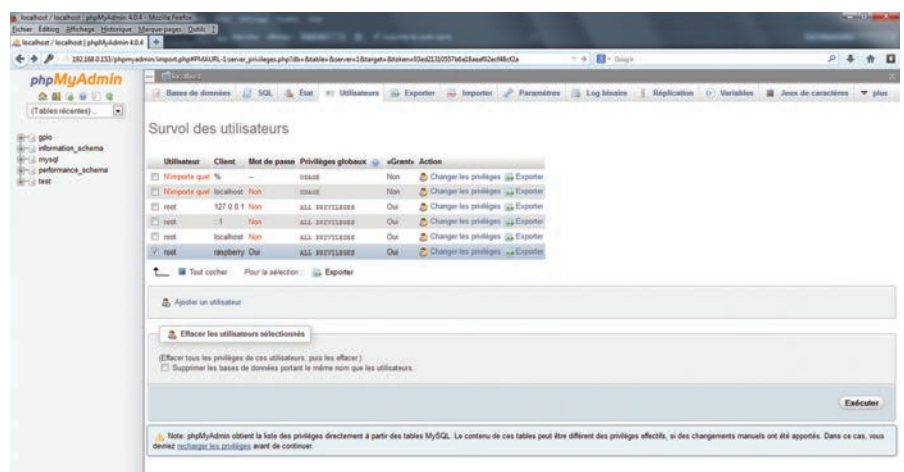 localhost / localhost | phpMyAdmin 4.0.4 - Mozilla Firefox
Fichier Édition Affichage Historique Marque-pages Outils ?
localhost / localhost | phpMyAdmin 4.0.4 +
Google
phpMyAdmin
(Tables récentes) ...
gpio
information_schema
mysql
performance_schema
test
localhost
Bases de données SQL État Utilisateurs Exporter Importer Paramètres Log binaire Réplication Variables Jeux de caractères plus
Survol des utilisateurs
Utilisateur Client Mot de passe Privilèges globaux «Grant» Action
N'importe quel % -- USAGE Non Changer les privilèges Exporter
N'importe quel localhost Non USAGE Non Changer les privilèges Exporter
root 127.0.0.1 Non ALL PRIVILEGES Oui Changer les privilèges Exporter
root ::1 Non ALL PRIVILEGES Oui Changer les privilèges Exporter
root localhost Non ALL PRIVILEGES Oui Changer les privilèges Exporter
root raspberry Oui ALL PRIVILEGES Oui Changer les privilèges Exporter
Tout cocher Pour la sélection : Exporter
Ajouter un utilisateur
Effacer les utilisateurs sélectionnés
(Effacer tous les privilèges de ces utilisateurs, puis les effacer.)
Supprimer les bases de données portant le même nom que les utilisateurs.
Exécuter
Note: phpMyAdmin obtient la liste des privilèges directement à partir des tables MySQL. Le contenu de ces tables peut être différent des privilèges effectifs, si des changements manuels ont été apportés. Dans ce cas, vous
devriez recharger les privilèges avant de continuer.